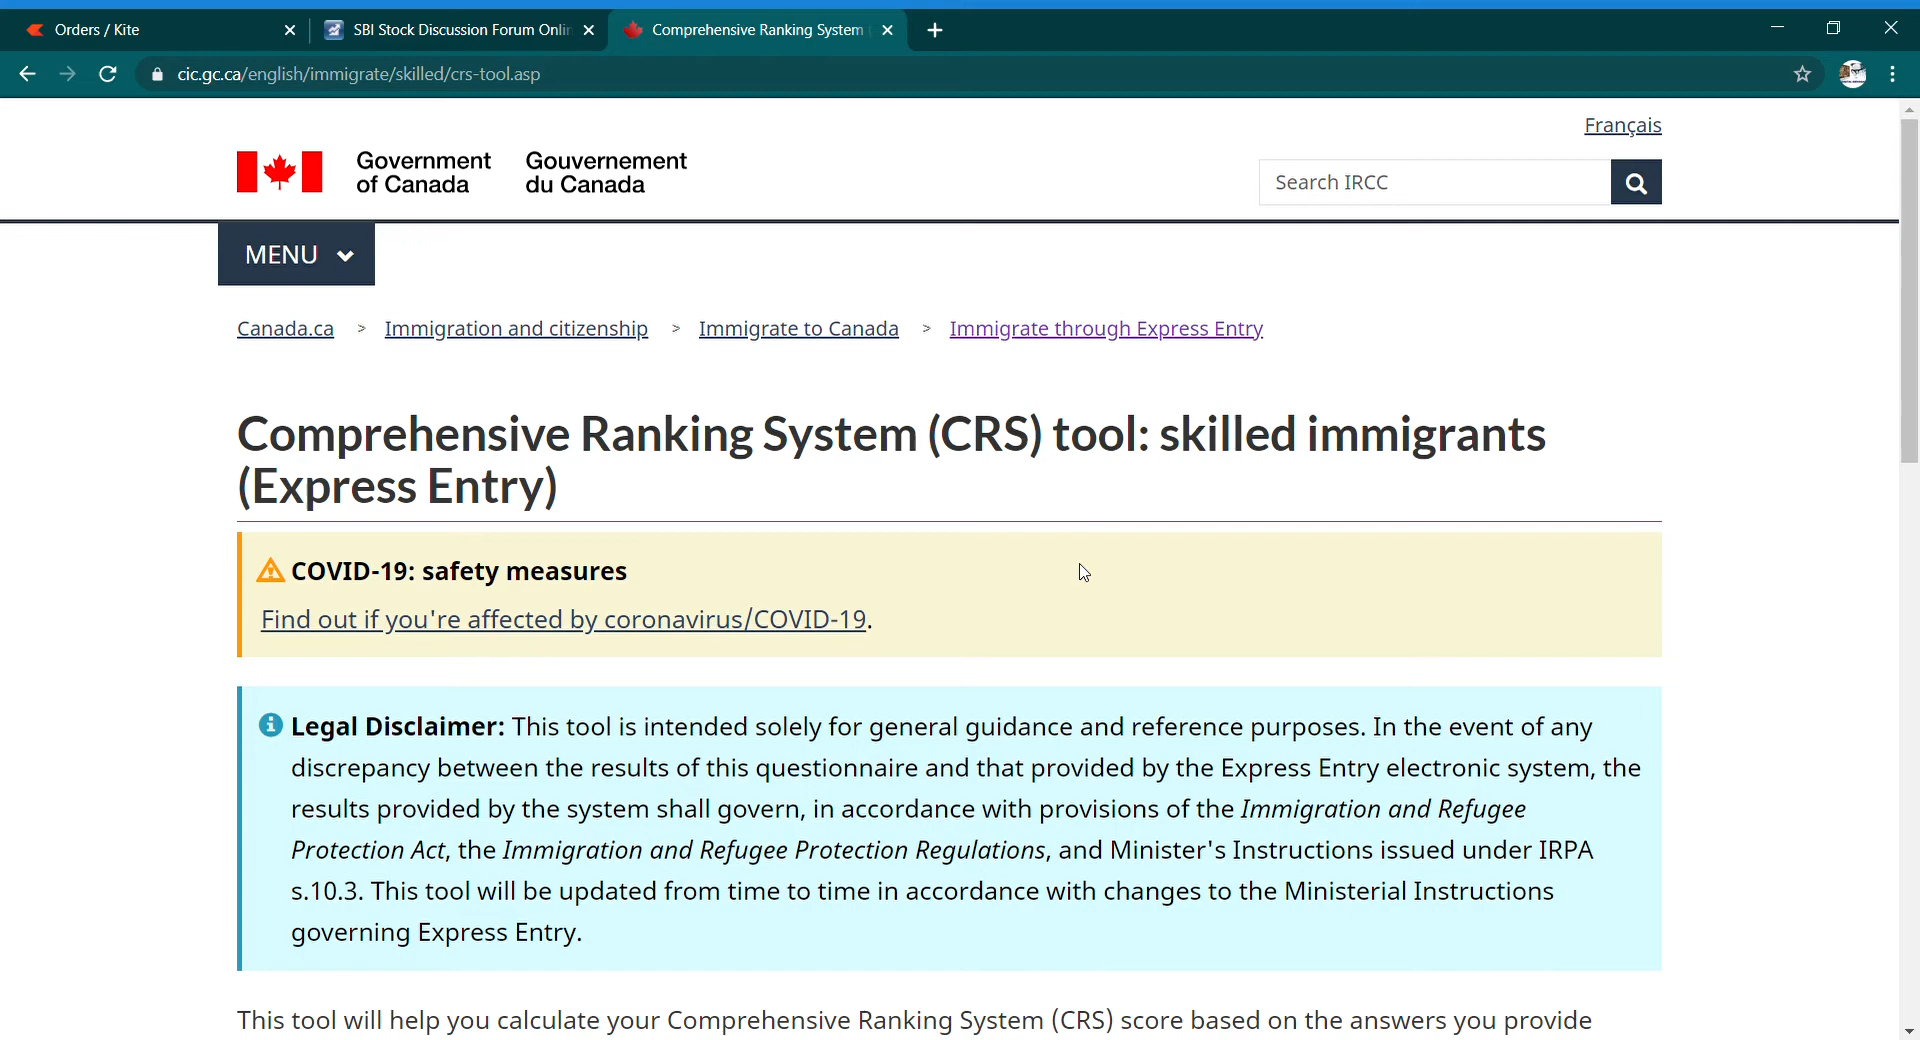 Orders / Kite
SBI Stock Discussion Forum Onlin
Comprehensive Ranking System
cic.gc.ca/english/immigrate/skilled/crs-tool.asp
Français
Government
of Canada
Gouvernement
du Canada
Search IRCC
MENU
Canada.ca > Immigration and citizenship > Immigrate to Canada > Immigrate through Express Entry
Comprehensive Ranking System (CRS) tool: skilled immigrants
(Express Entry)
COVID-19: safety measures
Find out if you're affected by coronavirus/COVID-19.
Legal Disclaimer: This tool is intended solely for general guidance and reference purposes. In the event of any
discrepancy between the results of this questionnaire and that provided by the Express Entry electronic system, the
results provided by the system shall govern, in accordance with provisions of the Immigration and Refugee
Protection Act, the Immigration and Refugee Protection Regulations, and Minister's Instructions issued under IRPA
s.10.3. This tool will be updated from time to time in accordance with changes to the Ministerial Instructions
governing Express Entry.
This tool will help you calculate your Comprehensive Ranking System (CRS) score based on the answers you provide